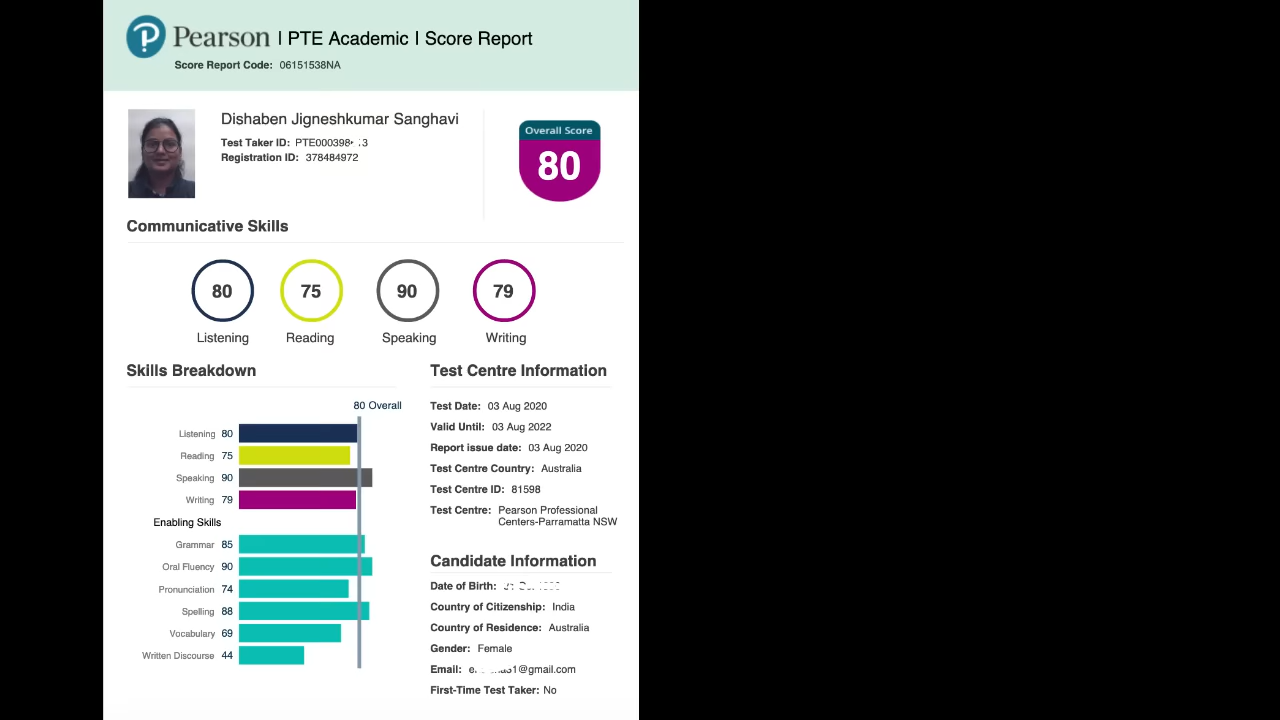 Pearson | PTE Academic | Score Report
Score Report Code: 06151538NA
Dishaben Jigneshkumar Sanghavi
Test Taker ID: PTE000398
Registration ID: 378484972
Overall Score
80
Communicative Skills
80 75 90 79
Listening Reading Speaking Writing
Skills Breakdown
80 Overall
Listening 80
Reading 75
Speaking 90
Writing 79
Enabling Skills
Grammar 85
Oral Fluency 90
Pronunciation 74
Spelling 88
Vocabulary 69
Written Discourse 44
Test Centre Information
Test Date: 03 Aug 2020
Valid Until: 03 Aug 2022
Report issue date: 03 Aug 2020
Test Centre Country: Australia
Test Centre ID: 81598
Test Centre: Pearson Professional
Centers-Parramatta NSW
Candidate Information
Date of Birth:
Country of Citizenship: India
Country of Residence: Australia
Gender: Female
Email: @gmail.com
First-Time Test Taker: No